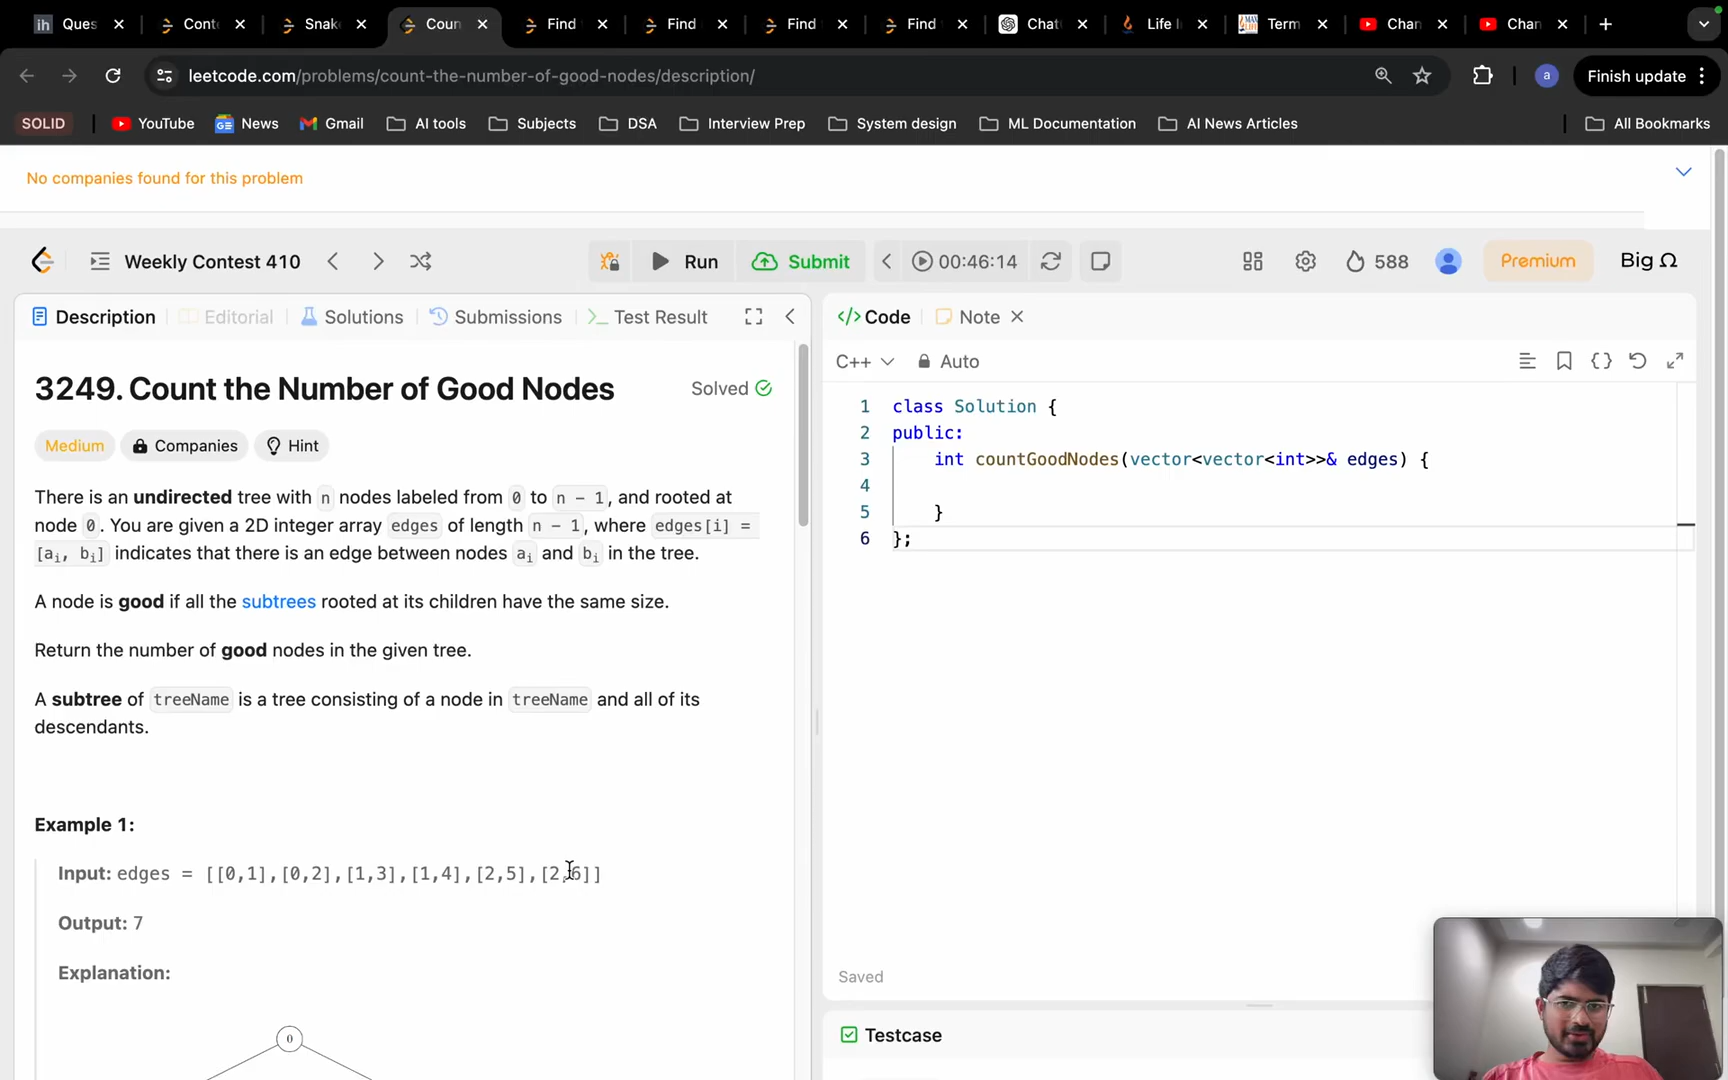 Ques
Cont
Snak
Coun
Find
Find
Find
Find
Chat
Life I
Term
Chan
Chan
leetcode.com/problems/count-the-number-of-good-nodes/description/
a
Finish update
SOLID
YouTube
News
Gmail
AI tools
Subjects
DSA
Interview Prep
System design
ML Documentation
AI News Articles
All Bookmarks
No companies found for this problem
Weekly Contest 410
Run
Submit
00:46:14
588
Premium
Big Ω
Description
Editorial
Solutions
Submissions
Test Result
3249. Count the Number of Good Nodes
Solved
Medium
Companies
Hint
There is an undirected tree with n nodes labeled from 0 to n - 1, and rooted at
node 0. You are given a 2D integer array edges of length n - 1, where edges[i] =
[ai, bi] indicates that there is an edge between nodes ai and bi in the tree.
A node is good if all the subtrees rooted at its children have the same size.
Return the number of good nodes in the given tree.
A subtree of treeName is a tree consisting of a node in treeName and all of its
descendants.
Example 1:
Input: edges = [[0,1],[0,2],[1,3],[1,4],[2,5],[2,6]]
Output: 7
Explanation:
0
</> Code
Note
C++
Auto
1 class Solution {
2 public:
3 int countGoodNodes(vector<vector<int>>& edges) {
4
5 }
6 };
Saved
Testcase